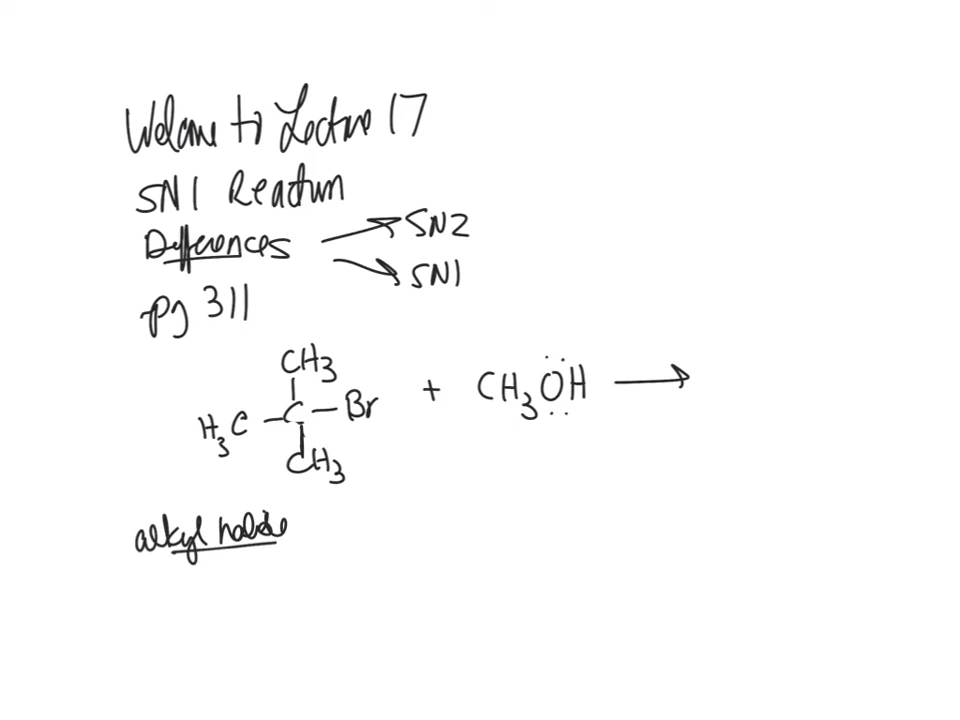 Welcome to Lecture 17
SN1 Reaction
Differences → SN2
→ SN1
pg 311
CH3
H3C – C – Br + CH3OH →
CH3
alkyl halide